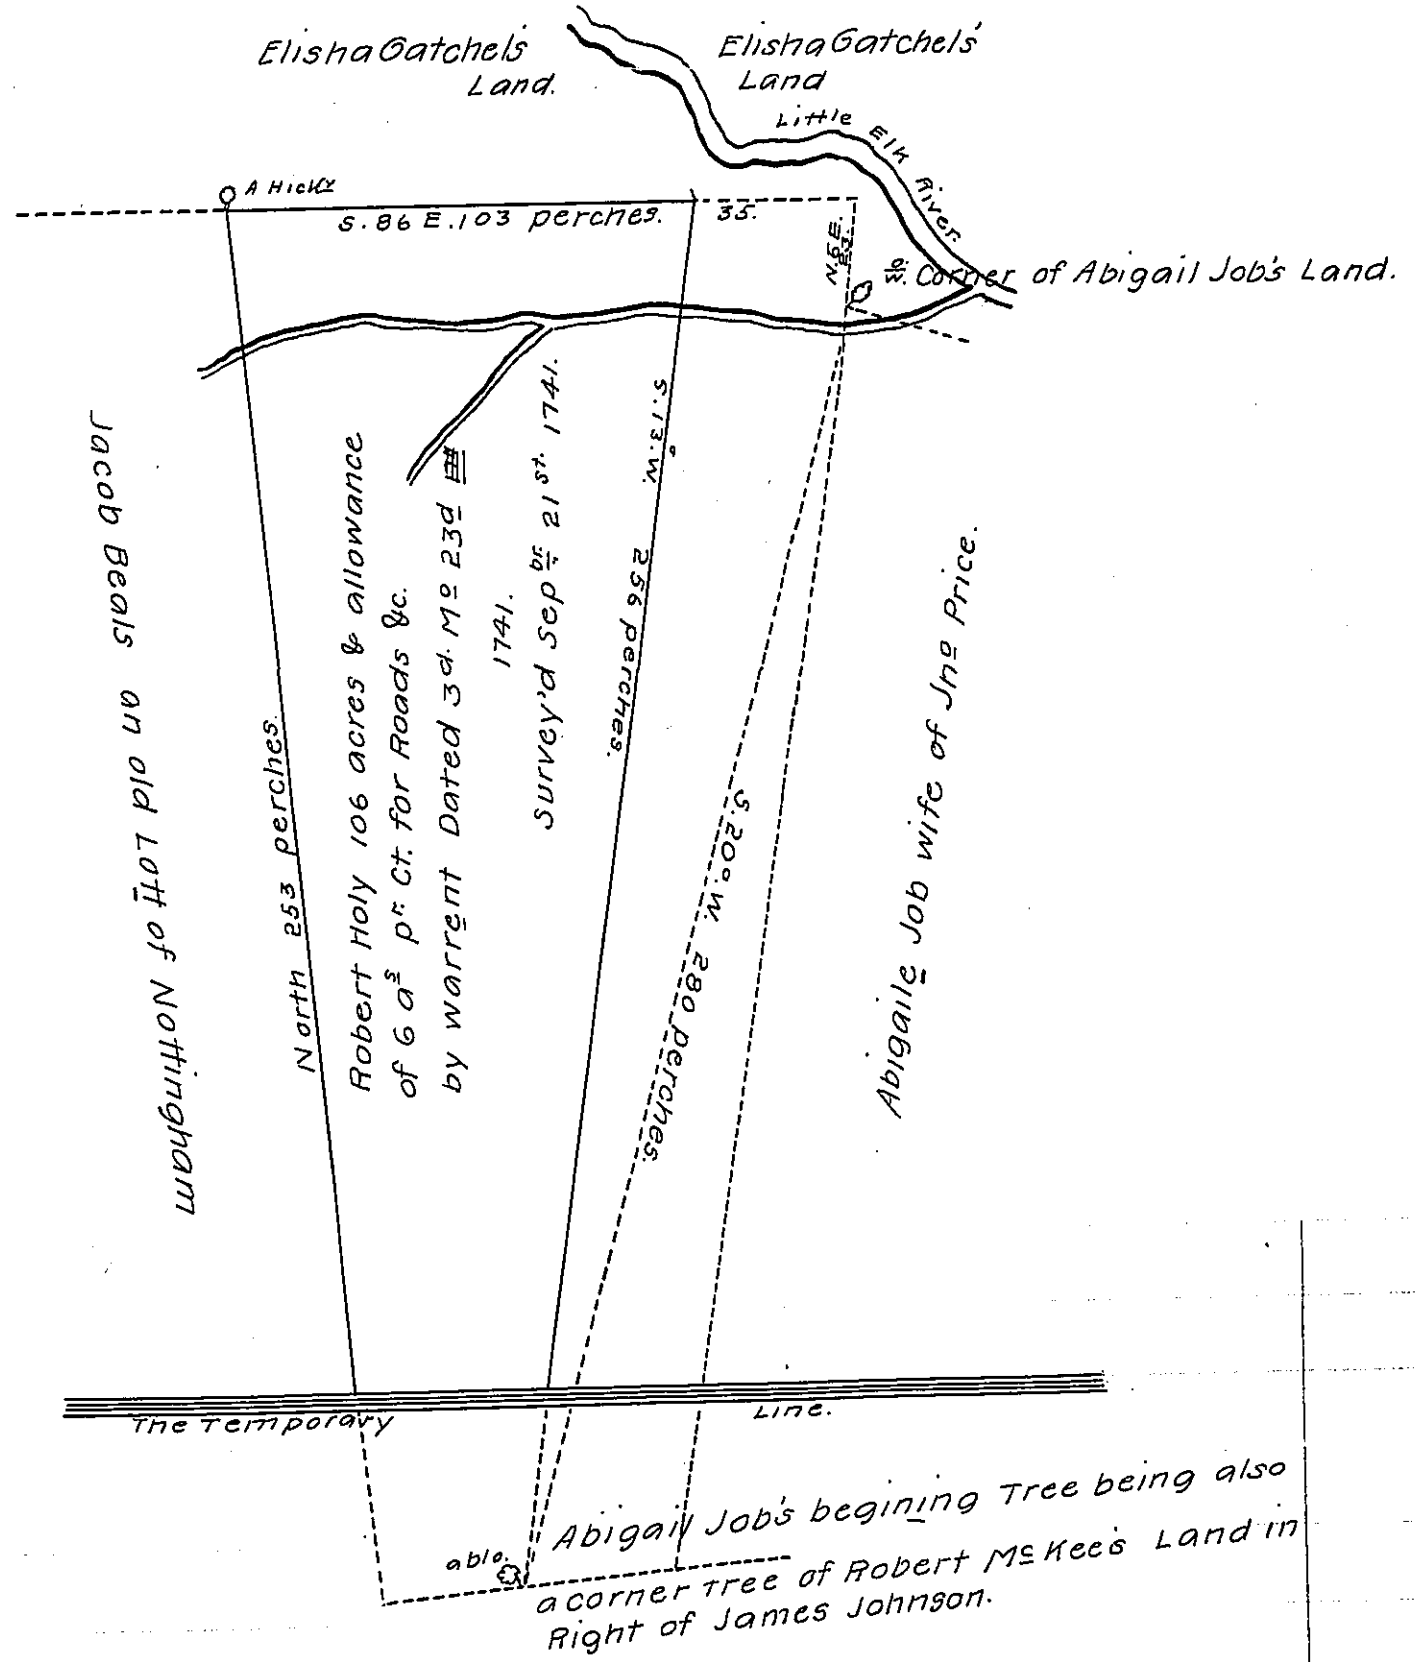 Elisha Gatchels
Land.
Elisha Gatchels'
Land
Little Elk River.
A Hicky
S. 86 E. 103 perches.
35.
N. 6 E.
Corner of Abigail Job's Land.
Jacob Beals an old Lott of Nottingham
North 253 perches.
Robert Holy 106 acres & allowance
of 6 as pr. Ct. for Roads &c.
by warrent Dated 3d. Mo 23d
1741.
Survey'd Sepbr. 21st. 1741.
S. 13.° W. 256 perches.
S. 20°. W. 280 perches.
Abigaile Job wife of Jno Price.
The Temporary Line.
ablo.
Abigail Job's begining Tree being also
a corner Tree of Robert Mc Kee's Land in
Right of James Johnson.